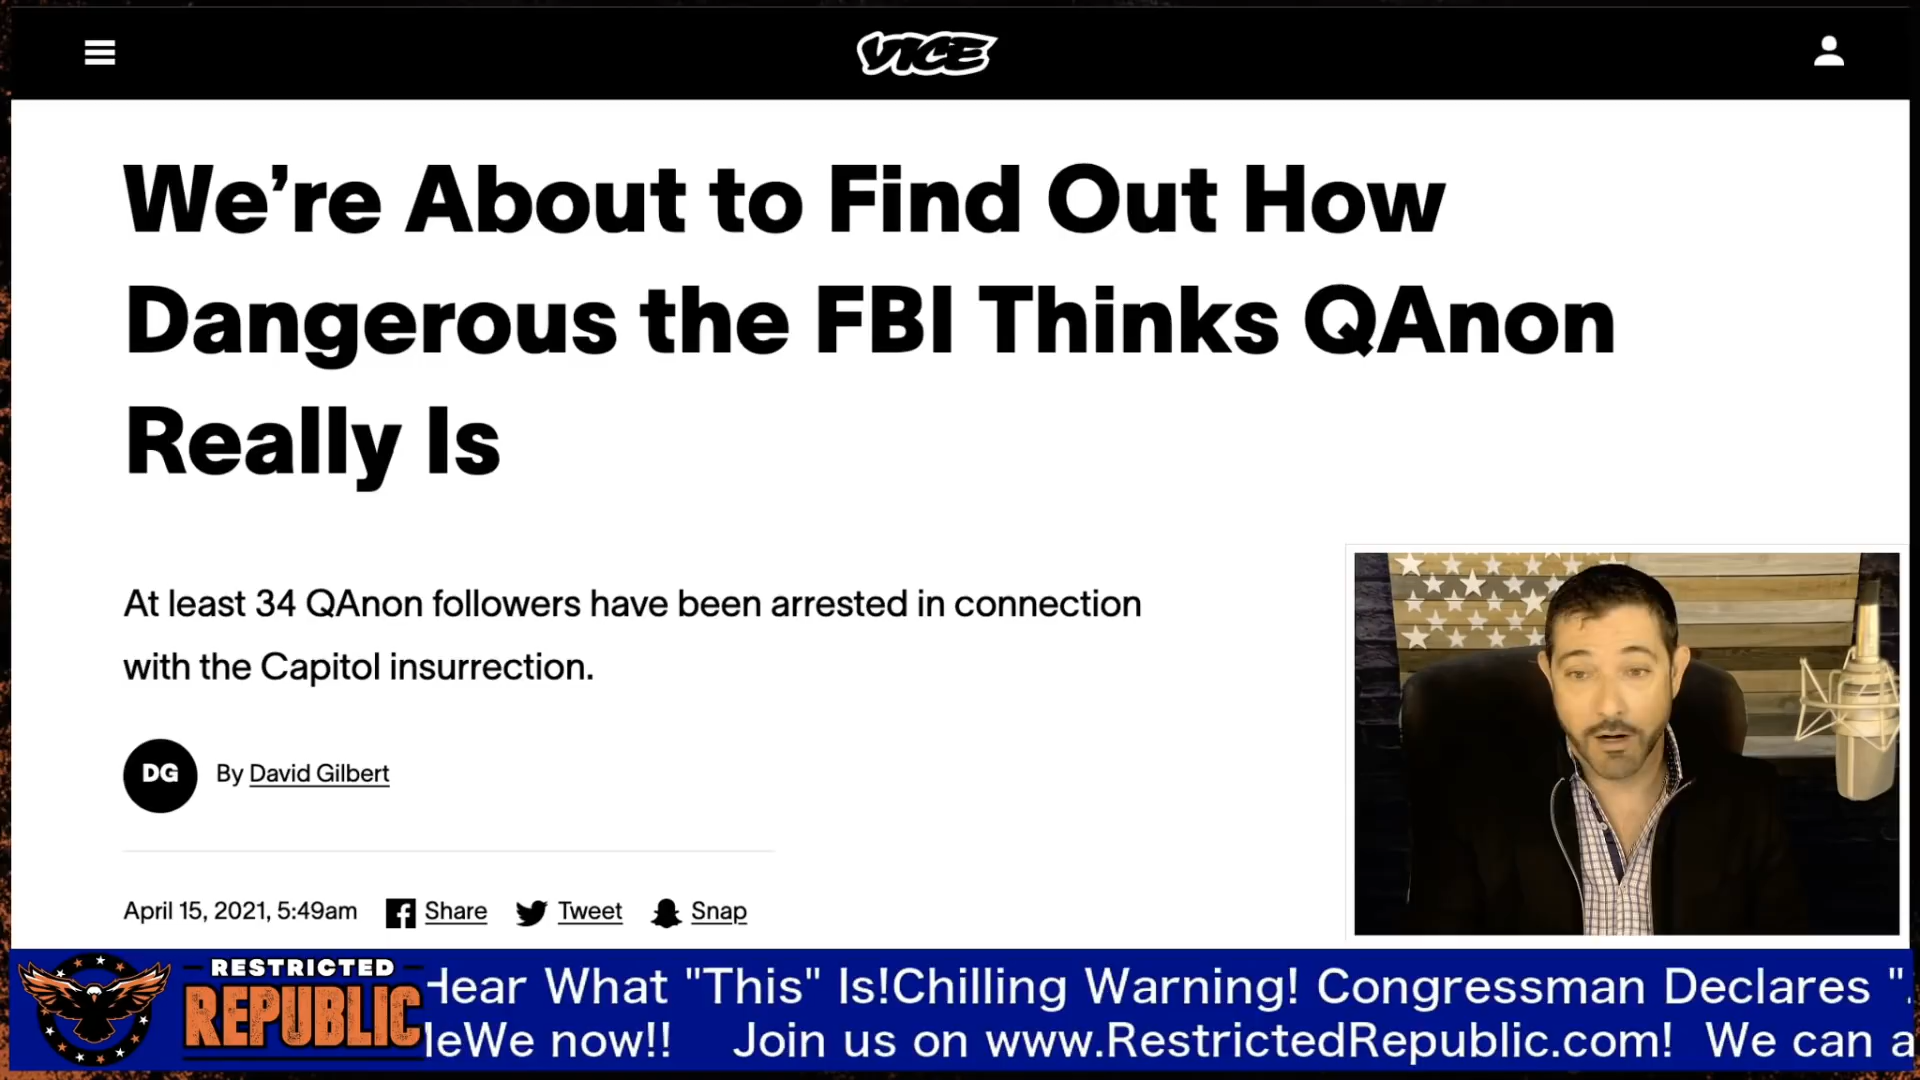 VICE
We're About to Find Out How
Dangerous the FBI Thinks QAnon
Really Is
At least 34 QAnon followers have been arrested in connection
with the Capitol insurrection.
DG
By David Gilbert
April 15, 2021, 5:49am
Share
Tweet
Snap
RESTRICTED
REPUBLIC
Hear What "This" Is!Chilling Warning! Congressman Declares "
leWe now!! Join us on www.RestrictedRepublic.com! We can a